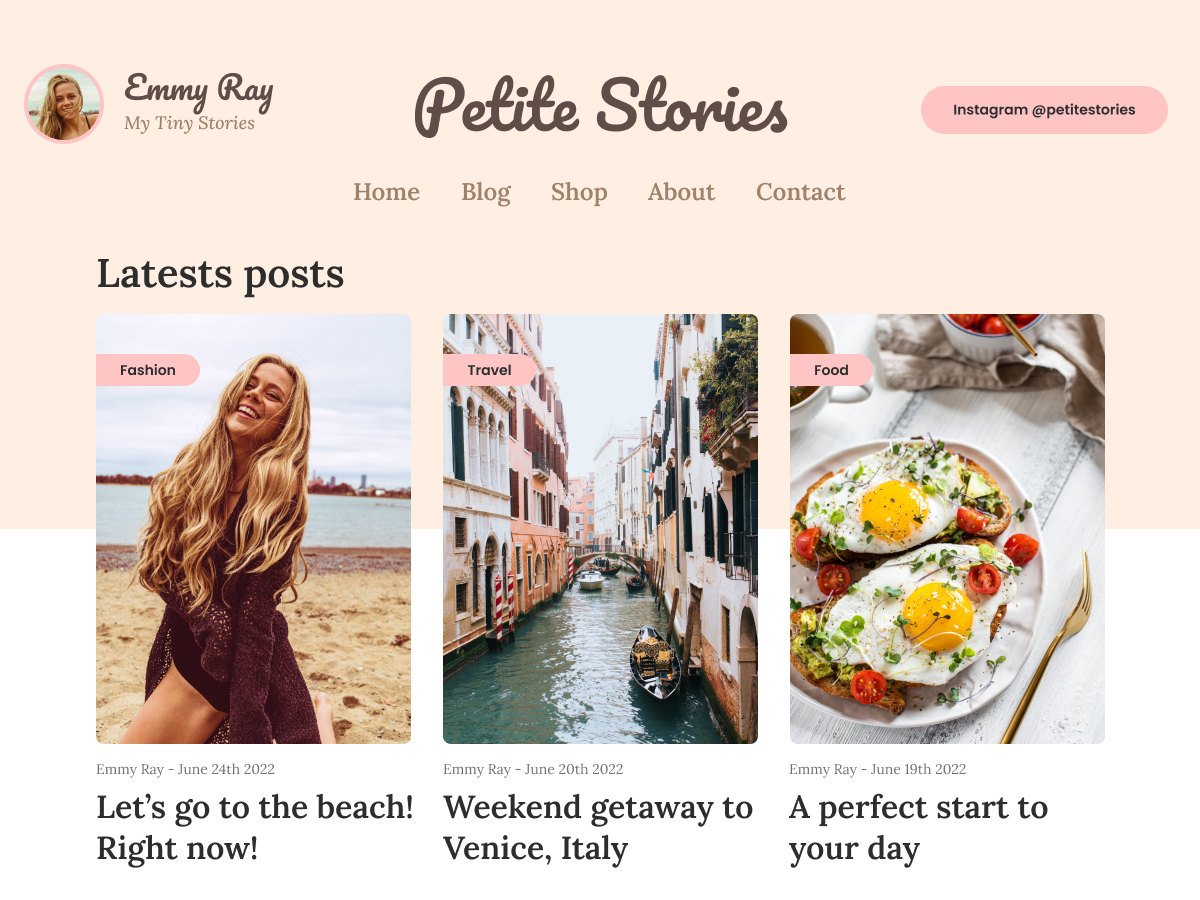 Emmy Ray
My Tiny Stories
Petite Stories
Instagram @petitestories
Home Blog Shop About Contact
Latests posts
Fashion
Travel
Food
Emmy Ray - June 24th 2022
Let’s go to the beach!
Right now!
Emmy Ray - June 20th 2022
Weekend getaway to
Venice, Italy
Emmy Ray - June 19th 2022
A perfect start to
your day